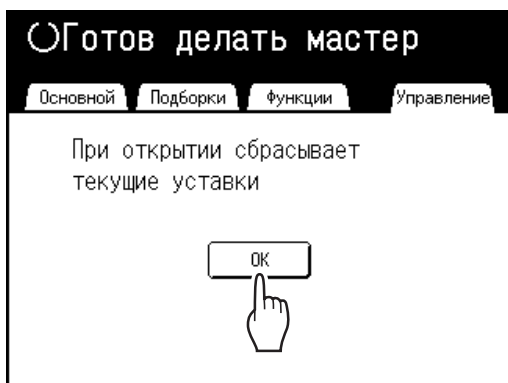 Готов делать мастер
Основной Подборки Функции Управление
При открытии сбрасывает
текущие уставки
OK